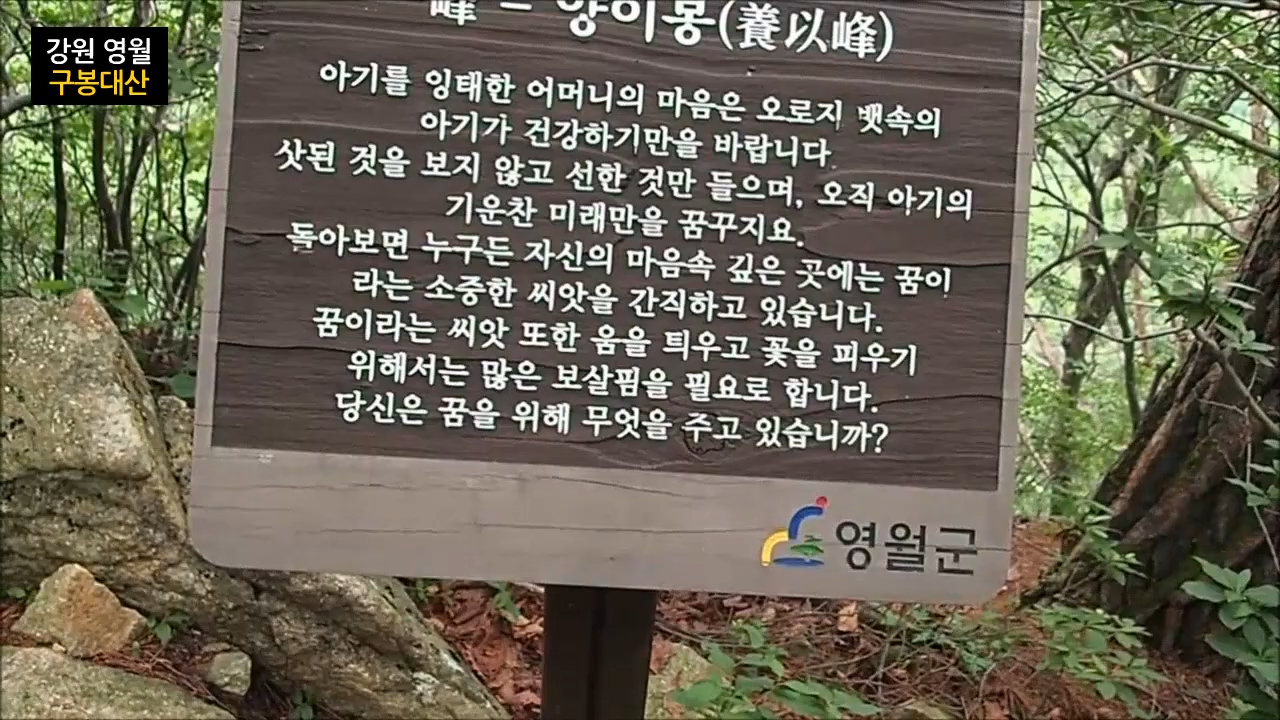 강원 영월
구봉대산
峰 - 양이봉(養以峰)
아기를 잉태한 어머니의 마음은 오로지 뱃속의
아기가 건강하기만을 바랍니다.
삿된 것을 보지 않고 선한 것만 들으며, 오직 아기의
기운찬 미래만을 꿈꾸지요.
돌아보면 누구든 자신의 마음속 깊은 곳에는 꿈이
라는 소중한 씨앗을 간직하고 있습니다.
꿈이라는 씨앗 또한 움을 틔우고 꽃을 피우기
위해서는 많은 보살핌을 필요로 합니다.
당신은 꿈을 위해 무엇을 주고 있습니까?
영월군